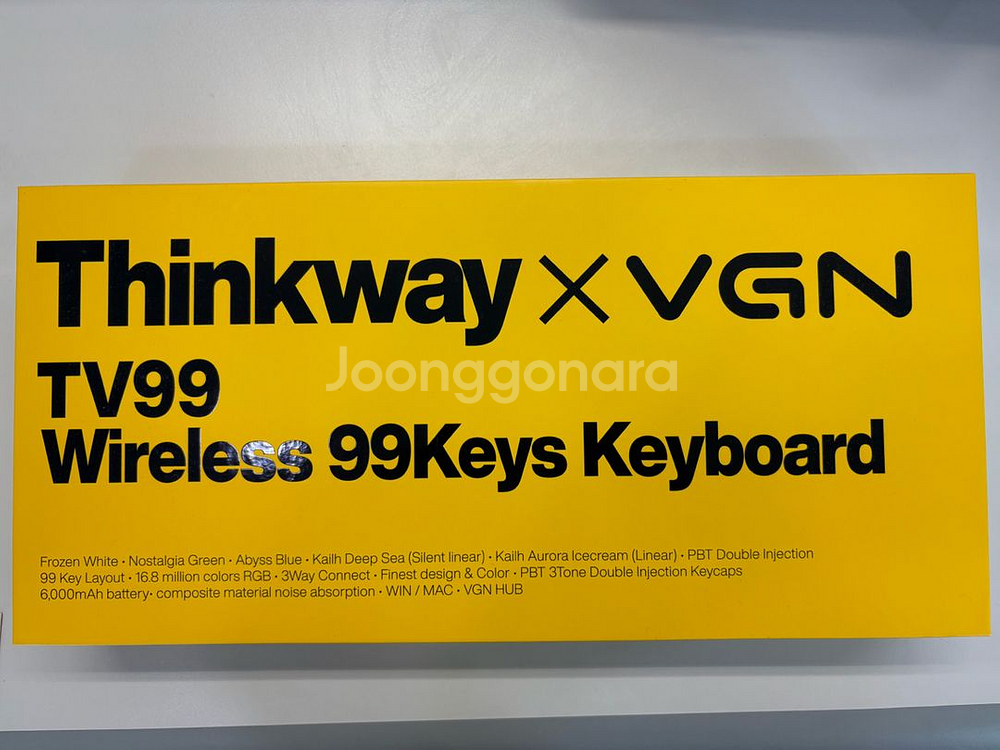 Thinkway X VGN
Joonggonara
TV99
Wireless 99Keys Keyboard
Frozen White • Nostalgia Green • Abyss Blue • Kailh Deep Sea (Silent linear) • Kailh Aurora Icecream (Linear) • PBT Double Injection
99 Key Layout • 16.8 million colors RGB • 3Way Connect • Finest design & Color • PBT 3Tone Double Injection Keycaps
6,000mAh battery• composite material noise absorption • WIN / MAC • VGN HUB